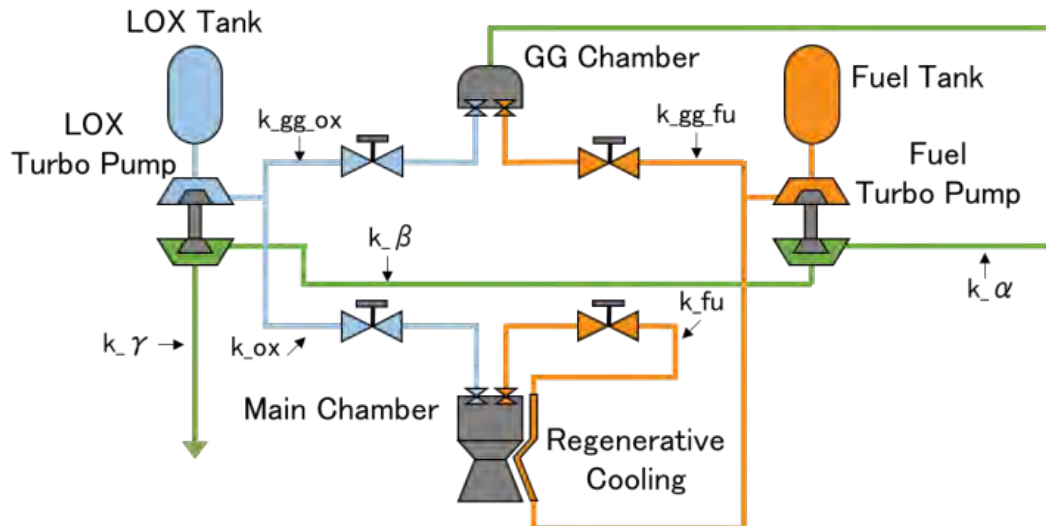 LOX Tank
GG Chamber
Fuel Tank
LOX
Turbo Pump
k_gg_ox
k_gg_fu
Fuel
Turbo Pump
k_β
k_α
k_γ
k_ox
k_fu
Main Chamber
Regenerative
Cooling